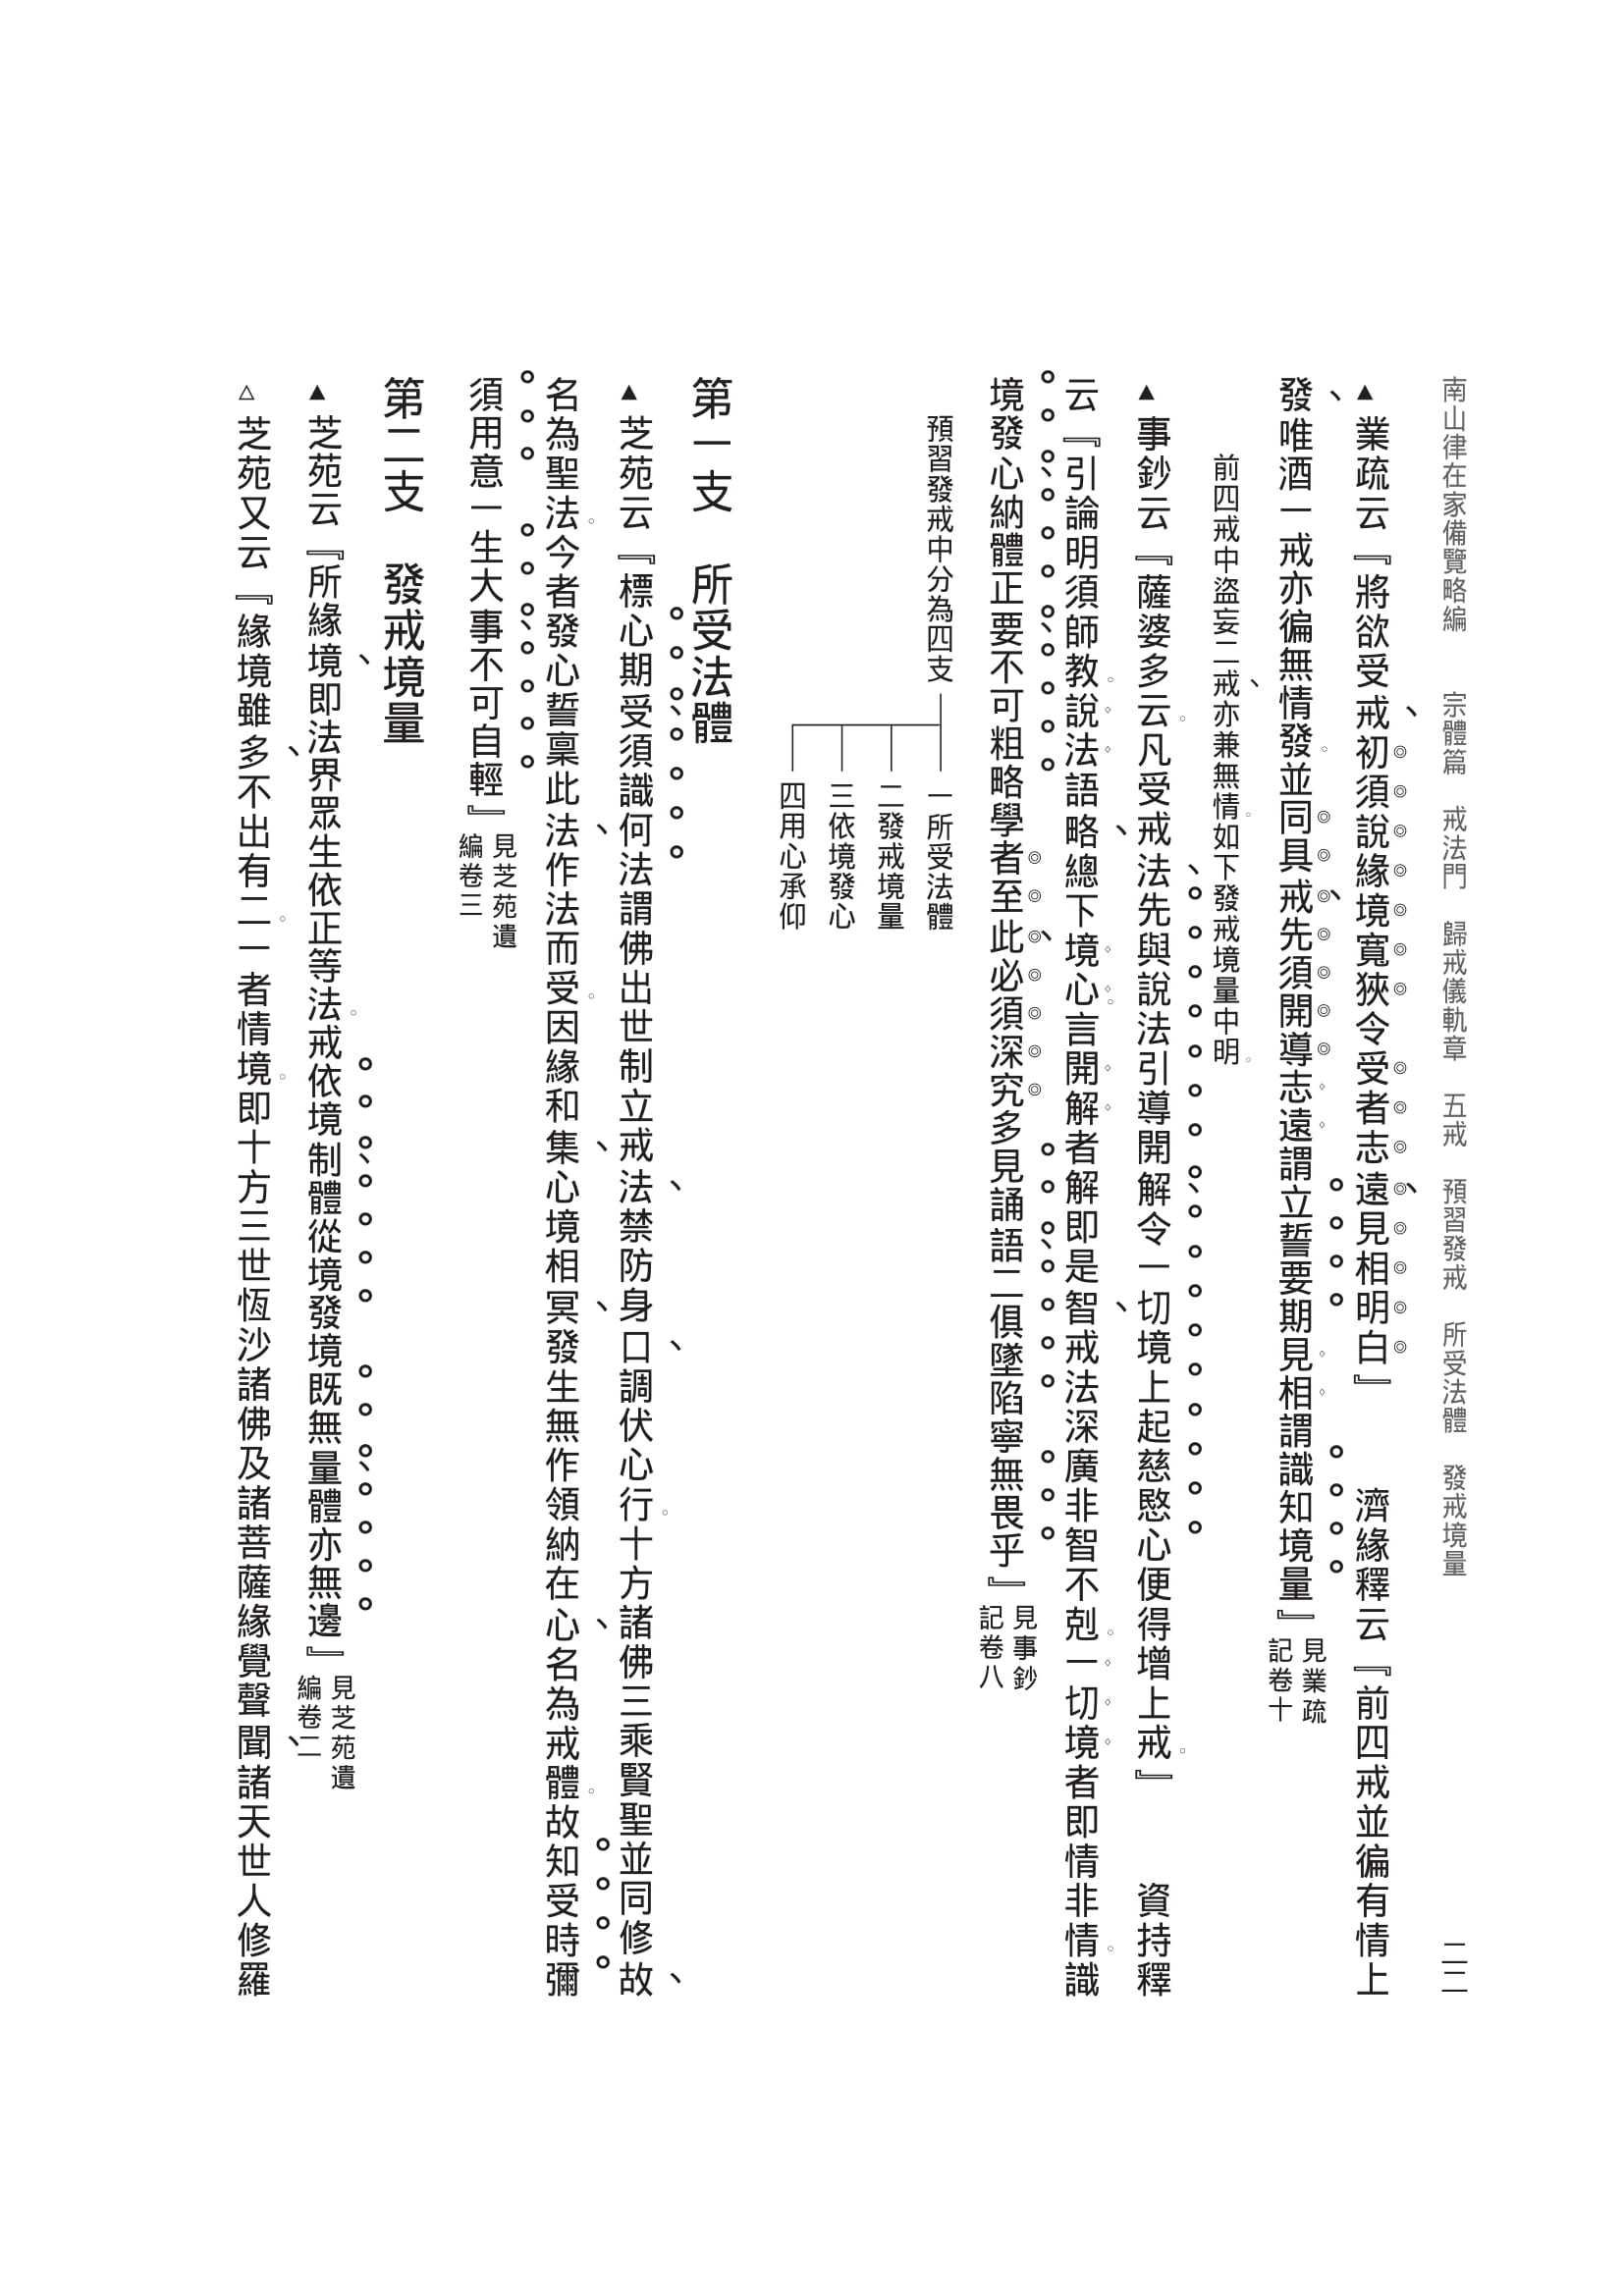 南山律在家備覽略編　宗體篇　戒法門　歸戒儀軌章　五戒　預習發戒　所受法體　發戒境量
二二
▲業疏云『將欲受戒、初須說緣境寬狹令受者志遠、見相明白』　濟緣釋云『前四戒並徧有情上
發、唯酒一戒亦徧無情發。並同具戒、先須開導志遠謂立誓要期見相謂識知境量』見業疏記卷十
前四戒中盜妄二戒、亦兼無情。如下發戒境量中明。
▲事鈔云『薩婆多云。凡受戒法、先與說法引導開解、令一切境上起慈愍心便得增上戒。』　資持釋
云『引論明須師教。說法語略、總下境心。言開解者解即是智、戒法深廣非智不剋。一切境者即情非情。識
境、發心納體、正要不可粗略學者至此、必須深究多見誦語、二俱墜陷寧無畏乎』見事鈔記卷八
預習發戒中分為四支
一所受法體
二發戒境量
三依境發心
四用心承仰
第一支　所受法體
▲芝苑云『標心期受、須識何法謂佛出世制立戒法、禁防身口、調伏心行。十方諸佛三乘賢聖並同修故、
名為聖法。今者發心誓稟此法、作法而受。因緣和集、心境相冥、發生無作領納在心、名為戒體。故知受時彌
須用意一生大事、不可自輕』見芝苑遺編卷三
第二支　發戒境量
▲芝苑云『所緣境、即法界眾生依正等法。戒依境制、體從境發境既無量、體亦無邊』見芝苑遺編卷二
△芝苑又云『緣境雖多、不出有二。一者情境。即十方三世恆沙諸佛及諸菩薩緣覺聲聞、諸天世人修羅